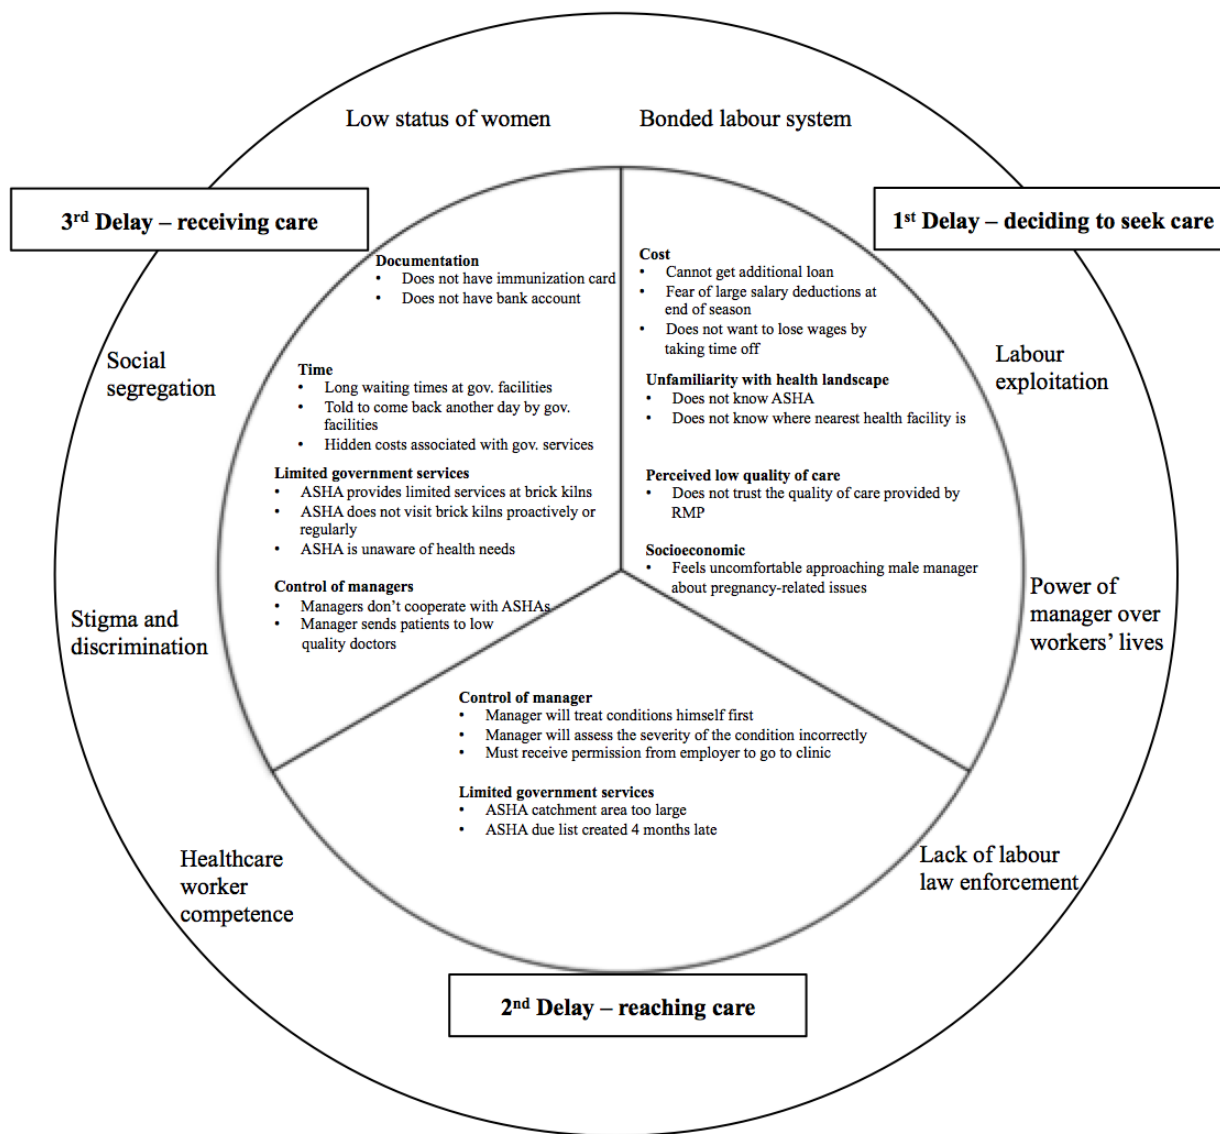 Low status of women
Bonded labour system
3rd Delay – receiving care
1st Delay – deciding to seek care
Documentation
• Does not have immunization card
• Does not have bank account
Time
• Long waiting times at gov. facilities
• Told to come back another day by gov.
facilities
• Hidden costs associated with gov. services
Limited government services
• ASHA provides limited services at brick kilns
• ASHA does not visit brick kilns proactively or
regularly
• ASHA is unaware of health needs
Control of managers
• Managers don’t cooperate with ASHAs
• Manager sends patients to low
quality doctors
Cost
• Cannot get additional loan
• Fear of large salary deductions at
end of season
• Does not want to lose wages by
taking time off
Unfamiliarity with health landscape
• Does not know ASHA
• Does not know where nearest health facility is
Perceived low quality of care
• Does not trust the quality of care provided by
RMP
Socioeconomic
• Feels uncomfortable approaching male manager
about pregnancy-related issues
Control of manager
• Manager will treat conditions himself first
• Manager will assess the severity of the condition incorrectly
• Must receive permission from employer to go to clinic
Limited government services
• ASHA catchment area too large
• ASHA due list created 4 months late
Social
segregation
Stigma and
discrimination
Healthcare
worker
competence
Labour
exploitation
Power of
manager over
workers’ lives
Lack of labour
law enforcement
2nd Delay – reaching care